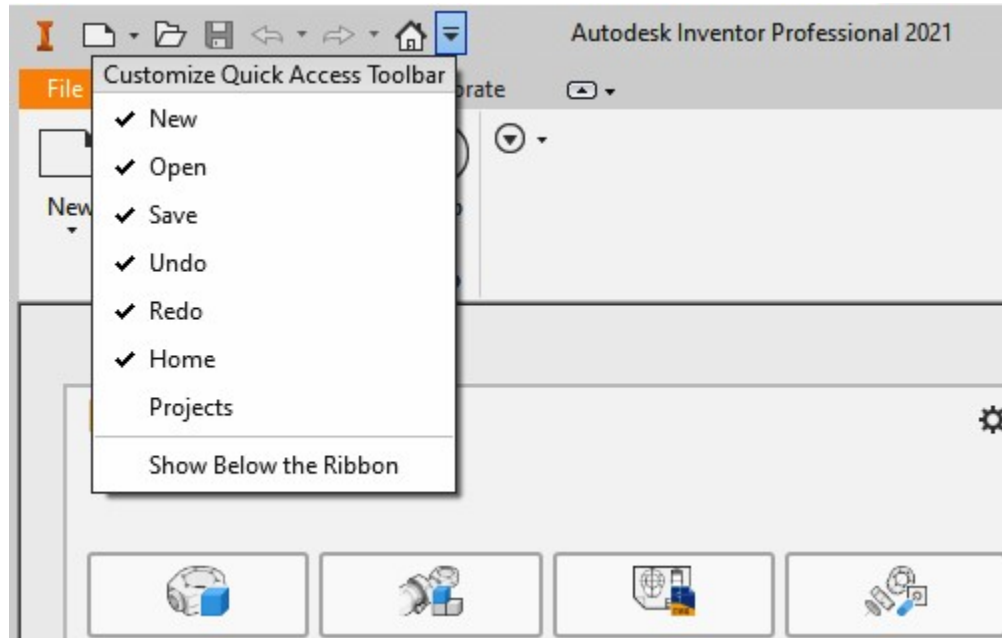 Autodesk Inventor Professional 2021
File
Customize Quick Access Toolbar
New
New
Open
Save
Undo
Redo
Home
Projects
Show Below the Ribbon